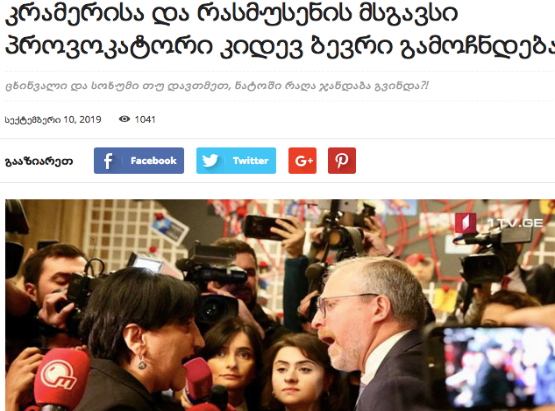 კრამერისა და რასმუსენის მსგავსი
პროვოკატორი კიდევ ბევრი გამოჩნდება
ცხინვალი და სოხუმი თუ დავთმეთ, ნატოში რაღა ჯანდაბა გვინდა?!
სექტემბერი 10, 2019 1041
გააზიარეთ Facebook Twitter G+
1TV.GE